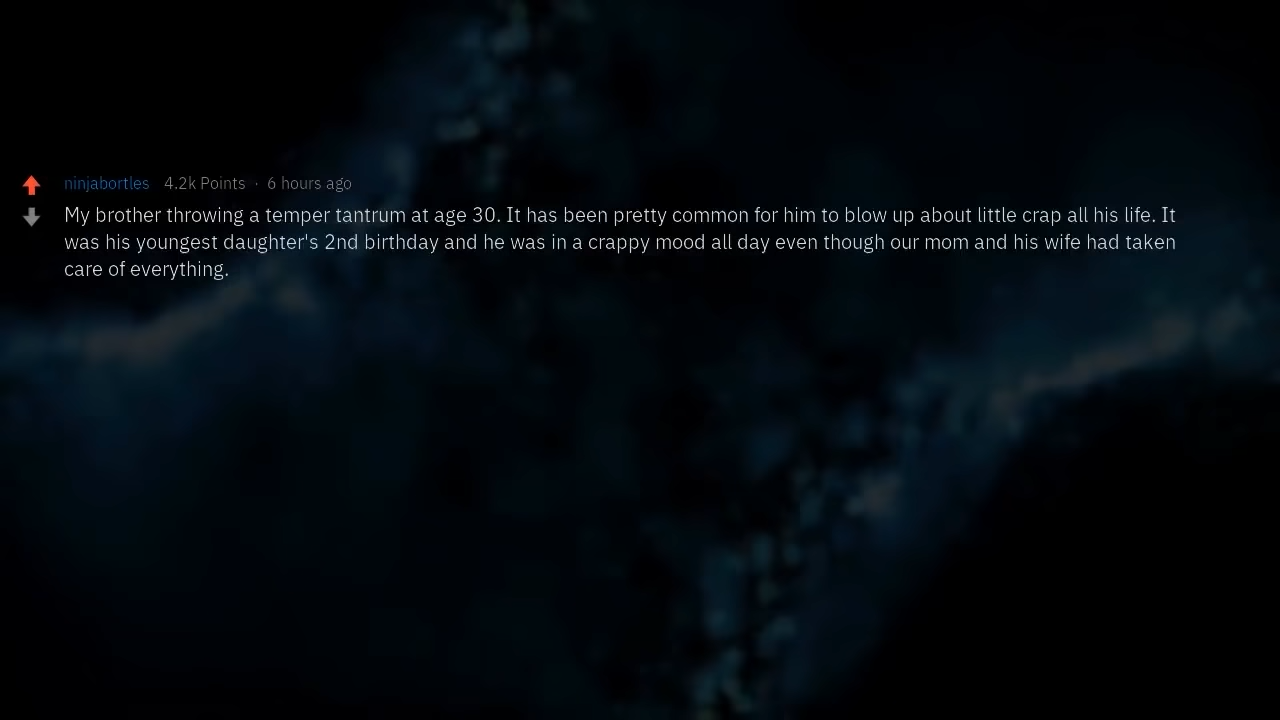 ninjabortles 4.2k Points · 6 hours ago
My brother throwing a temper tantrum at age 30. It has been pretty common for him to blow up about little crap all his life. It
was his youngest daughter's 2nd birthday and he was in a crappy mood all day even though our mom and his wife had taken
care of everything.